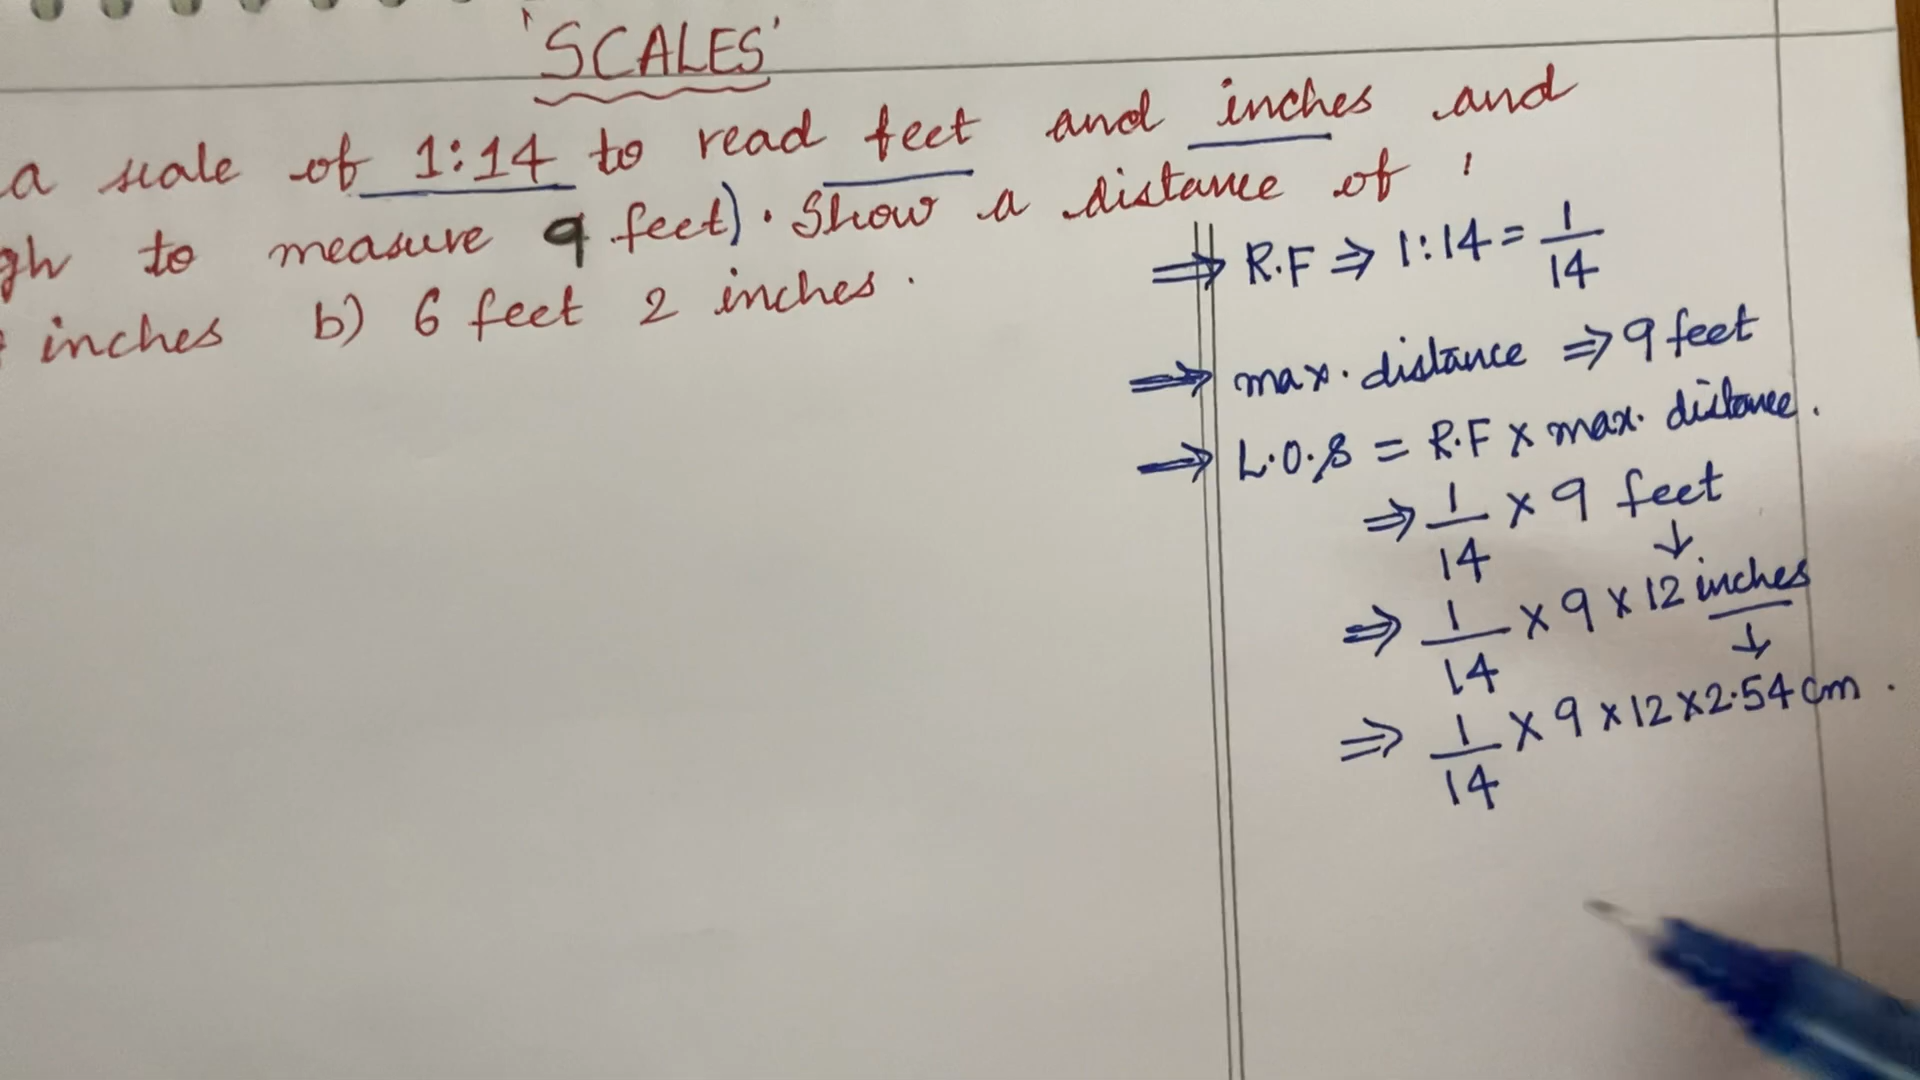 'SCALES'
a scale of 1:14 to read feet and inches and
gh to measure 9 feet). Show a distance of
inches b) 6 feet 2 inches.
⇒ R.F ⇒ 1:14 = 1/14
⇒ max. distance ⇒ 9 feet
⇒ L.O.S = R.F × max. distance.
⇒ 1/14 × 9 feet
↓
⇒ 1/14 × 9 × 12 inches
↓
⇒ 1/14 × 9 × 12 × 2.54 cm.